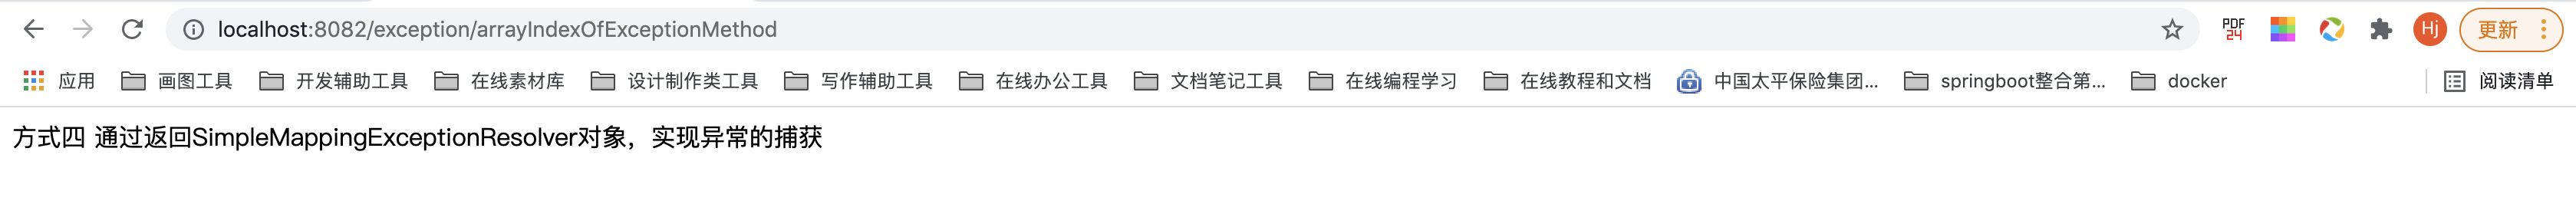 localhost:8082/exception/arrayIndexOfExceptionMethod PDF 24 Hj 更新
应用 画图工具 开发辅助工具 在线素材库 设计制作类工具 写作辅助工具 在线办公工具 文档笔记工具 在线编程学习 在线教程和文档 中国太平保险集团... springboot整合第... docker 阅读清单
方式四 通过返回SimpleMappingExceptionResolver对象，实现异常的捕获